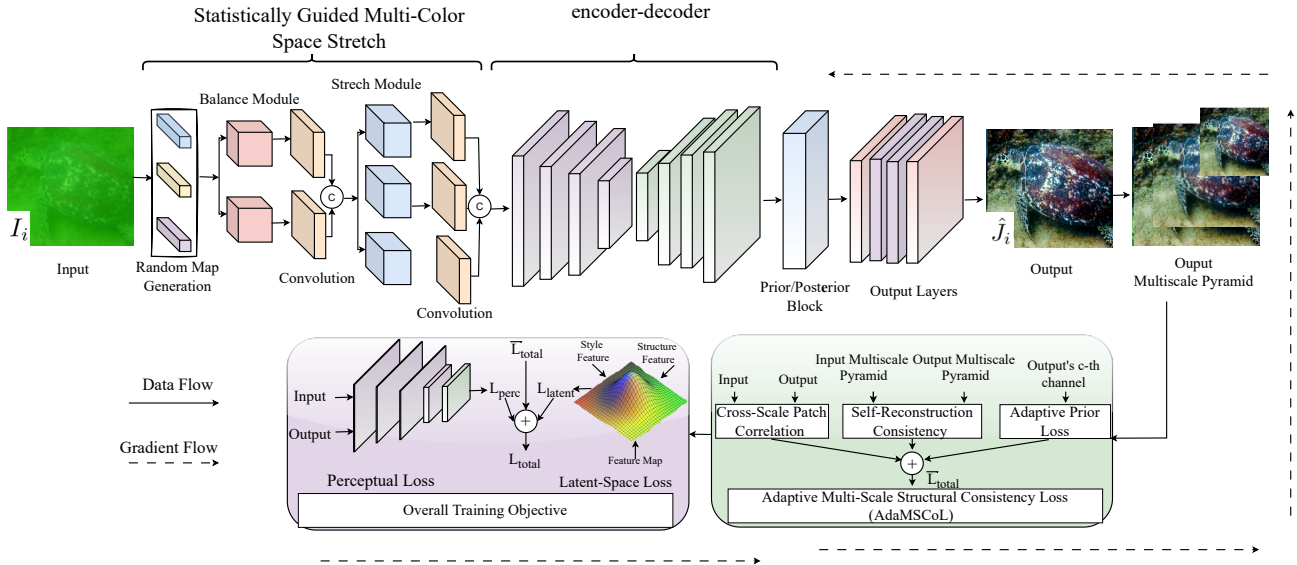 Statistically Guided Multi-Color
Space Stretch
encoder-decoder
Strech Module
Balance Module
C
C
I_i
Ĵ_i
Input
Random Map
Generation
Convolution
Convolution
Prior/Posterior
Block
Output Layers
Output
Ouput
Multiscale Pyramid
Data Flow
Gradient Flow
Input
Output
Perceptual Loss
L_perc
L̅_total
L_latent
+
L_total
Style
Feature
Structure
Feature
Feature Map
Latent-Space Loss
Overall Training Objective
Input
Output
Input Multiscale
Pyramid
Output Multiscale
Pyramid
Output's c-th
channel
Cross-Scale Patch
Correlation
Self-Reconstruction
Consistency
Adaptive Prior
Loss
+
L̅_total
Adaptive Multi-Scale Structural Consistency Loss
(AdaMSCoL)